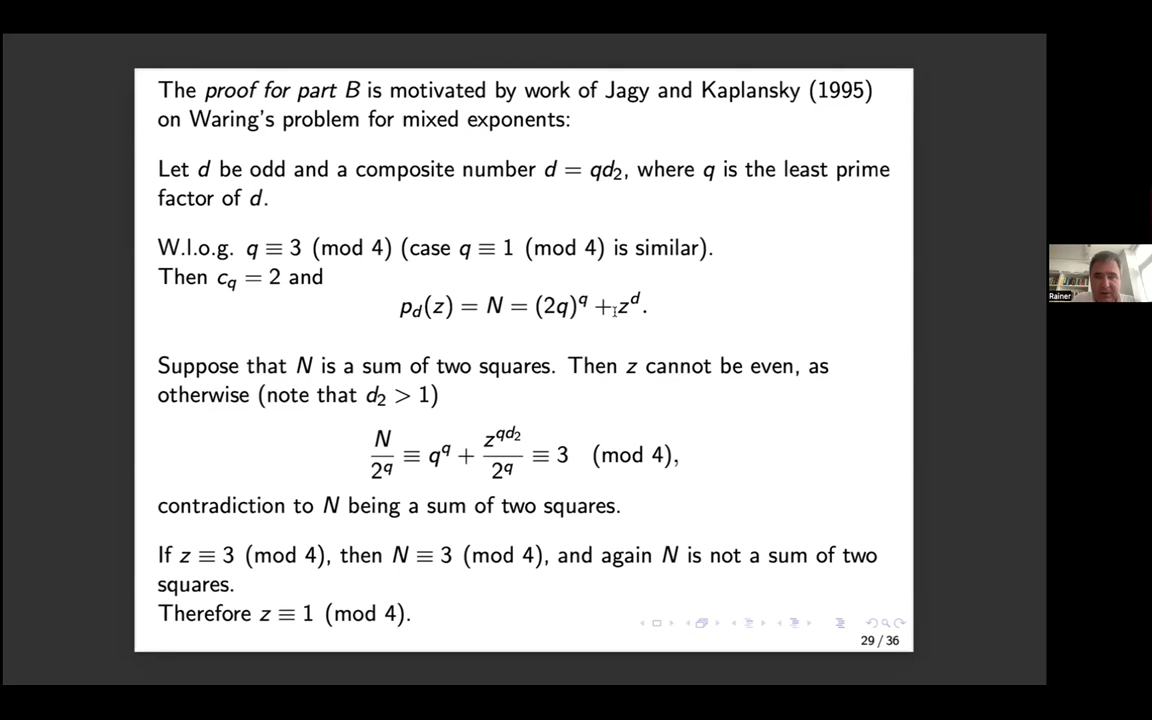 The proof for part B is motivated by work of Jagy and Kaplansky (1995)
on Waring's problem for mixed exponents:
Let d be odd and a composite number d = qd₂, where q is the least prime
factor of d.
W.l.o.g. q ≡ 3 (mod 4) (case q ≡ 1 (mod 4) is similar).
Then c_q = 2 and
p_d(z) = N = (2q)^q + z^d.
Suppose that N is a sum of two squares. Then z cannot be even, as
otherwise (note that d₂ > 1)
N/2^q ≡ q^q + z^{qd₂}/2^q ≡ 3 (mod 4),
contradiction to N being a sum of two squares.
If z ≡ 3 (mod 4), then N ≡ 3 (mod 4), and again N is not a sum of two
squares.
Therefore z ≡ 1 (mod 4).
29 / 36
Rainer